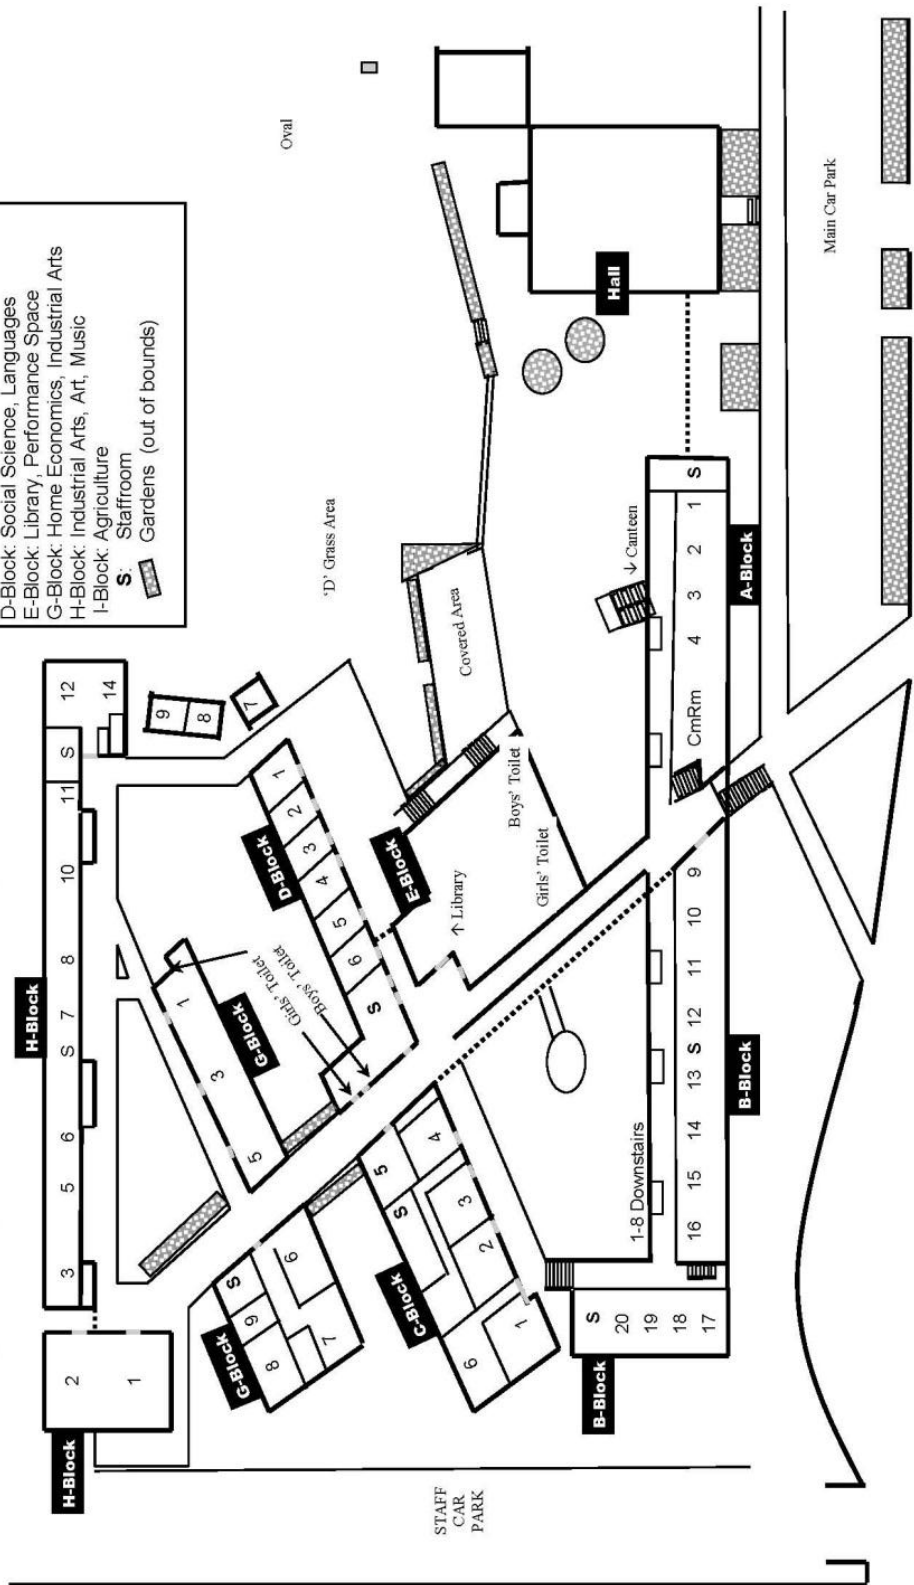 D-Block: Social Science, Languages
E-Block: Library, Performance Space
G-Block: Home Economics, Industrial Arts
H-Block: Industrial Arts, Art, Music
I-Block: Agriculture
S: Staffroom
Gardens (out of bounds)
H-Block
H-Block
2
1
3
5
6
S
7
8
10
11
S
12
14
9
8
7
G-Block
S
9
8
6
7
G-Block
5
3
1
Girls' Toilet
Boys' Toilet
D-Block
S
6
5
4
3
2
1
Oval
'D' Grass Area
C-Block
5
S
4
3
2
6
1
E-Block
↑ Library
Girls' Toilet
Boys' Toilet
Covered Area
STAFF
CAR
PARK
B-Block
S
20
19
18
17
1-8 Downstairs
16
15
14
13
S
12
11
10
9
B-Block
CmRm
4
3
2
1
S
↓ Canteen
A-Block
Hall
Main Car Park